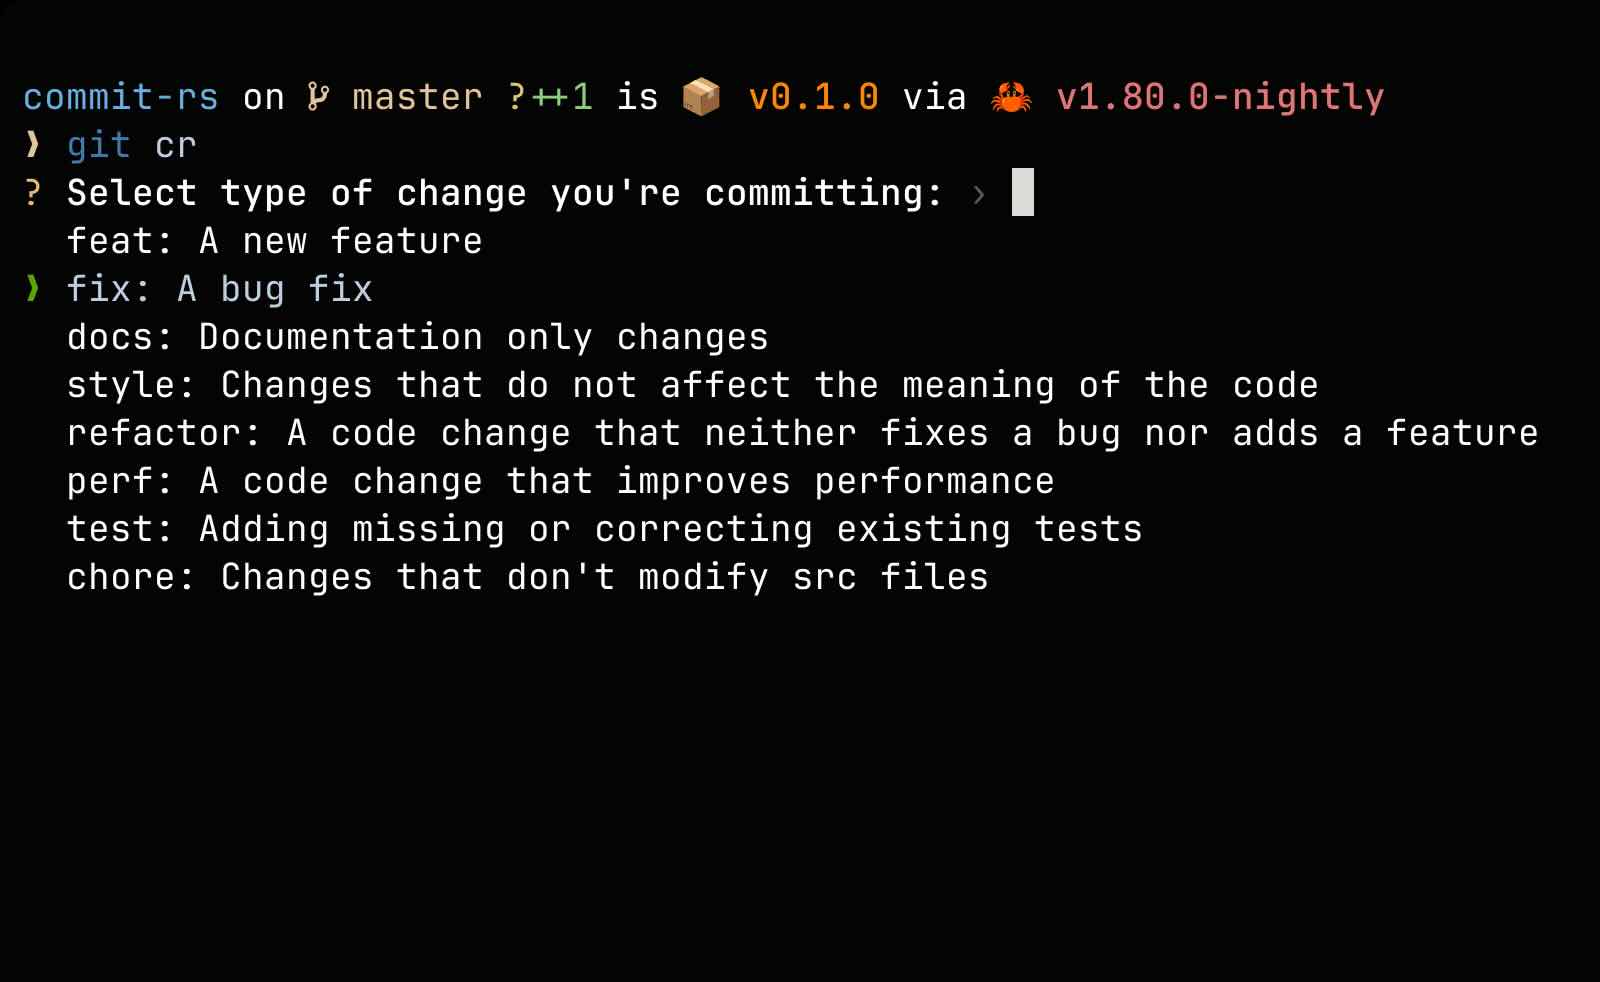 commit-rs on master ?++1 is 📦 v0.1.0 via 🦀 v1.80.0-nightly
❱ git cr
? Select type of change you're committing: ›
feat: A new feature
❱ fix: A bug fix
docs: Documentation only changes
style: Changes that do not affect the meaning of the code
refactor: A code change that neither fixes a bug nor adds a feature
perf: A code change that improves performance
test: Adding missing or correcting existing tests
chore: Changes that don't modify src files